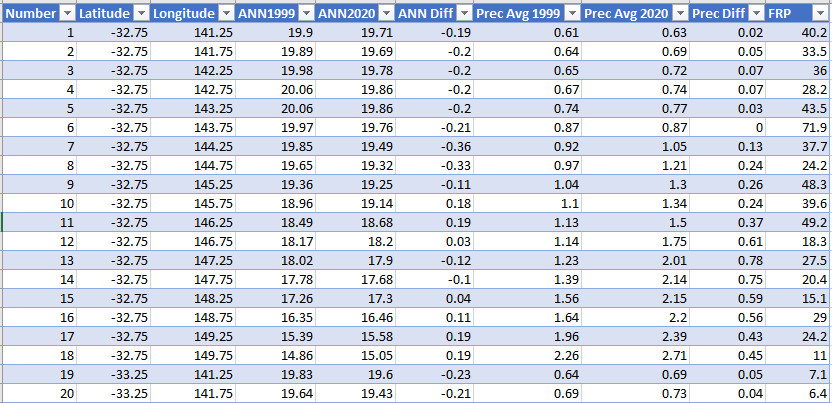 Number Latitude Longitude ANN1999 ANN2020 ANN Diff Prec Avg 1999 Prec Avg 2020 Prec Diff FRP
1 -32.75 141.25 19.9 19.71 -0.19 0.61 0.63 0.02 40.2
2 -32.75 141.75 19.89 19.69 -0.2 0.64 0.69 0.05 33.5
3 -32.75 142.25 19.98 19.78 -0.2 0.65 0.72 0.07 36
4 -32.75 142.75 20.06 19.86 -0.2 0.67 0.74 0.07 28.2
5 -32.75 143.25 20.06 19.86 -0.2 0.74 0.77 0.03 43.5
6 -32.75 143.75 19.97 19.76 -0.21 0.87 0.87 0 71.9
7 -32.75 144.25 19.85 19.49 -0.36 0.92 1.05 0.13 37.7
8 -32.75 144.75 19.65 19.32 -0.33 0.97 1.21 0.24 24.2
9 -32.75 145.25 19.36 19.25 -0.11 1.04 1.3 0.26 48.3
10 -32.75 145.75 18.96 19.14 0.18 1.1 1.34 0.24 39.6
11 -32.75 146.25 18.49 18.68 0.19 1.13 1.5 0.37 49.2
12 -32.75 146.75 18.17 18.2 0.03 1.14 1.75 0.61 18.3
13 -32.75 147.25 18.02 17.9 -0.12 1.23 2.01 0.78 27.5
14 -32.75 147.75 17.78 17.68 -0.1 1.39 2.14 0.75 20.4
15 -32.75 148.25 17.26 17.3 0.04 1.56 2.15 0.59 15.1
16 -32.75 148.75 16.35 16.46 0.11 1.64 2.2 0.56 29
17 -32.75 149.25 15.39 15.58 0.19 1.96 2.39 0.43 24.2
18 -32.75 149.75 14.86 15.05 0.19 2.26 2.71 0.45 11
19 -33.25 141.25 19.83 19.6 -0.23 0.64 0.69 0.05 7.1
20 -33.25 141.75 19.64 19.43 -0.21 0.69 0.73 0.04 6.4